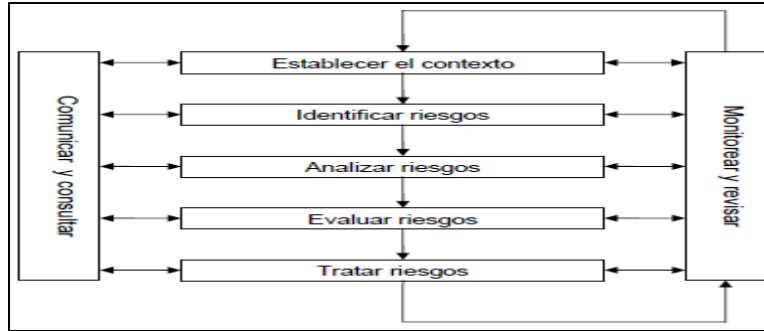 Establecer el contexto
Identificar riesgos
Analizar riesgos
Evaluar riesgos
Tratar riesgos
Comunicar y consultar
Monitorear y revisar